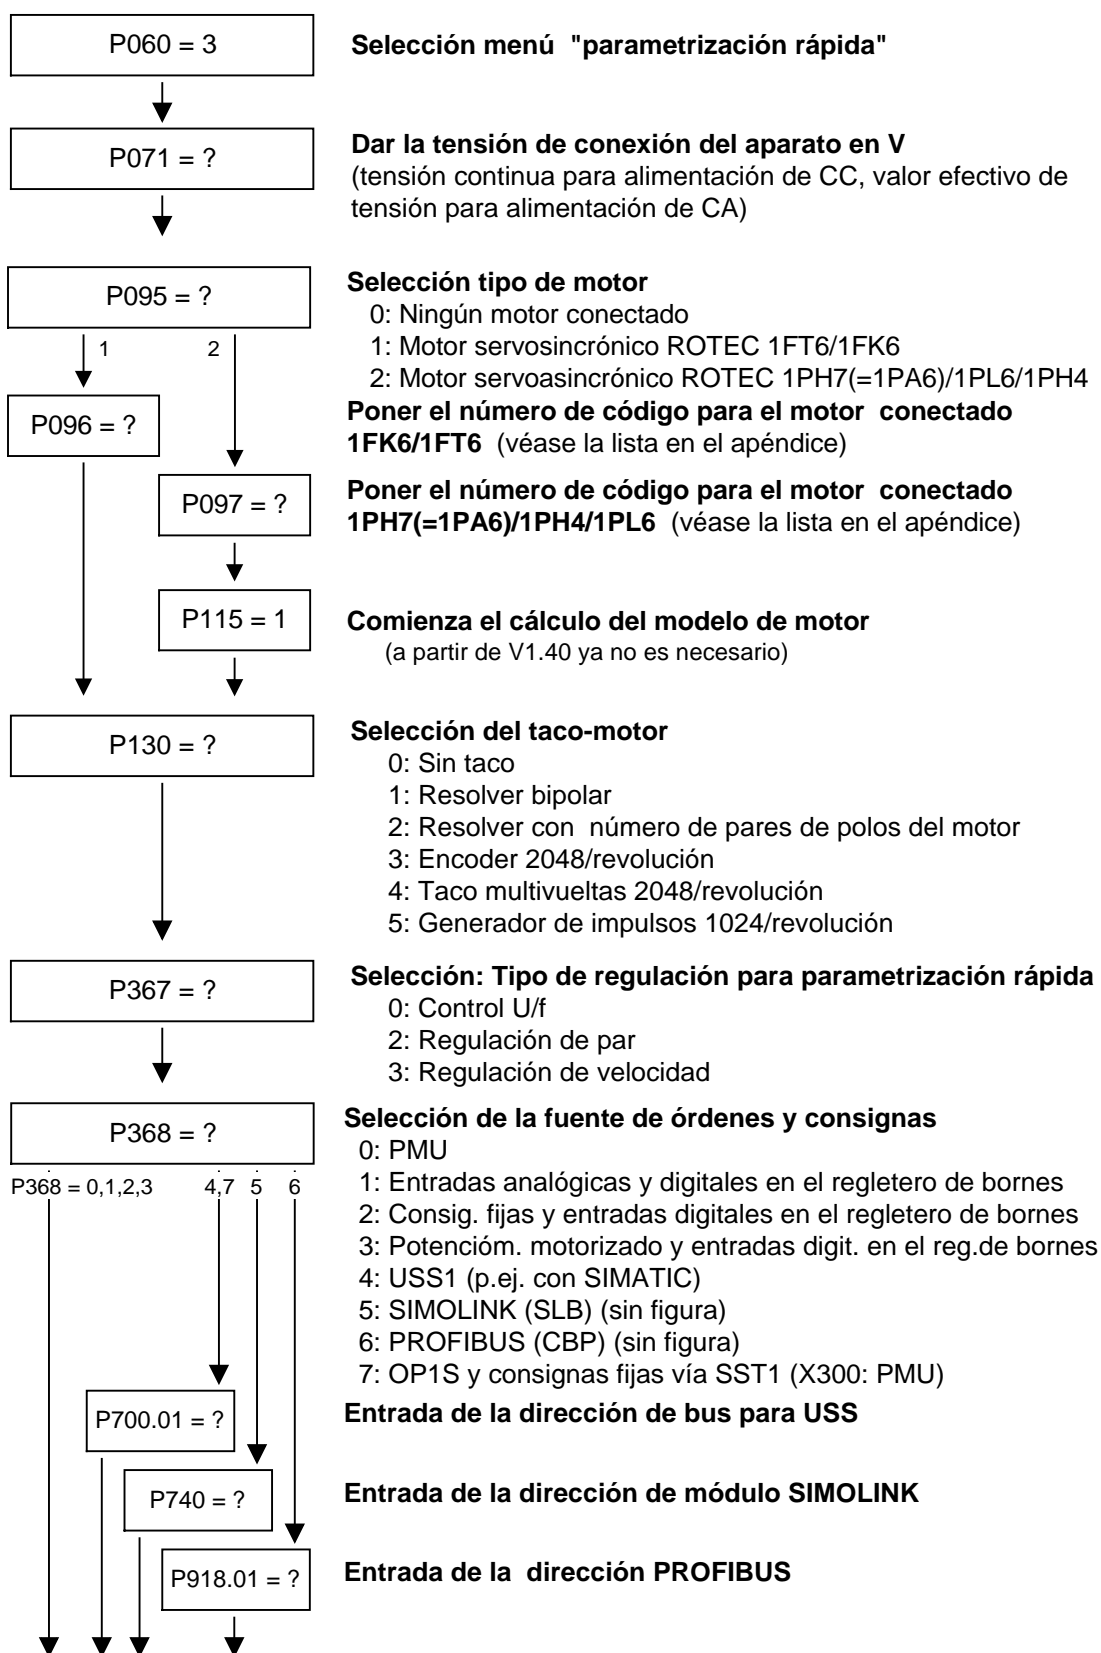 P060 = 3
Selección menú "parametrización rápida"
P071 = ?
Dar la tensión de conexión del aparato en V
(tensión continua para alimentación de CC, valor efectivo de
tensión para alimentación de CA)
P095 = ?
Selección tipo de motor
0: Ningún motor conectado
1: Motor servosincrónico ROTEC 1FT6/1FK6
2: Motor servoasincrónico ROTEC 1PH7(=1PA6)/1PL6/1PH4
1
2
P096 = ?
Poner el número de código para el motor conectado
1FK6/1FT6 (véase la lista en el apéndice)
P097 = ?
Poner el número de código para el motor conectado
1PH7(=1PA6)/1PH4/1PL6 (véase la lista en el apéndice)
P115 = 1
Comienza el cálculo del modelo de motor
(a partir de V1.40 ya no es necesario)
P130 = ?
Selección del taco-motor
0: Sin taco
1: Resolver bipolar
2: Resolver con número de pares de polos del motor
3: Encoder 2048/revolución
4: Taco multivueltas 2048/revolución
5: Generador de impulsos 1024/revolución
P367 = ?
Selección: Tipo de regulación para parametrización rápida
0: Control U/f
2: Regulación de par
3: Regulación de velocidad
P368 = ?
Selección de la fuente de órdenes y consignas
0: PMU
1: Entradas analógicas y digitales en el regletero de bornes
2: Consig. fijas y entradas digitales en el regletero de bornes
3: Potencióm. motorizado y entradas digit. en el reg.de bornes
4: USS1 (p.ej. con SIMATIC)
5: SIMOLINK (SLB) (sin figura)
6: PROFIBUS (CBP) (sin figura)
7: OP1S y consignas fijas vía SST1 (X300: PMU)
P368 = 0,1,2,3
4,7
5
6
P700.01 = ?
Entrada de la dirección de bus para USS
P740 = ?
Entrada de la dirección de módulo SIMOLINK
P918.01 = ?
Entrada de la dirección PROFIBUS